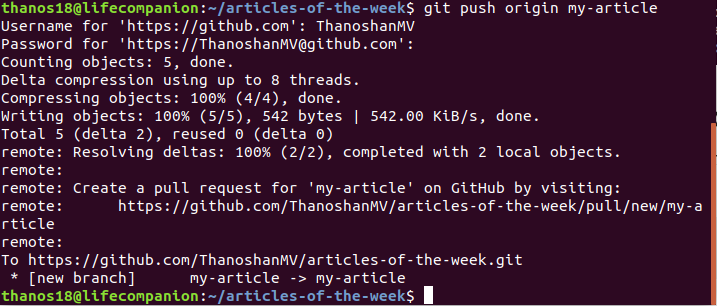 thanos18@lifecompanion:~/articles-of-the-week$ git push origin my-article
Username for 'https://github.com': ThanoshanMV
Password for 'https://ThanoshanMV@github.com':
Counting objects: 5, done.
Delta compression using up to 8 threads.
Compressing objects: 100% (4/4), done.
Writing objects: 100% (5/5), 542 bytes | 542.00 KiB/s, done.
Total 5 (delta 2), reused 0 (delta 0)
remote: Resolving deltas: 100% (2/2), completed with 2 local objects.
remote:
remote: Create a pull request for 'my-article' on GitHub by visiting:
remote:      https://github.com/ThanoshanMV/articles-of-the-week/pull/new/my-a
rticle
remote:
To https://github.com/ThanoshanMV/articles-of-the-week.git
 * [new branch]      my-article -> my-article
thanos18@lifecompanion:~/articles-of-the-week$